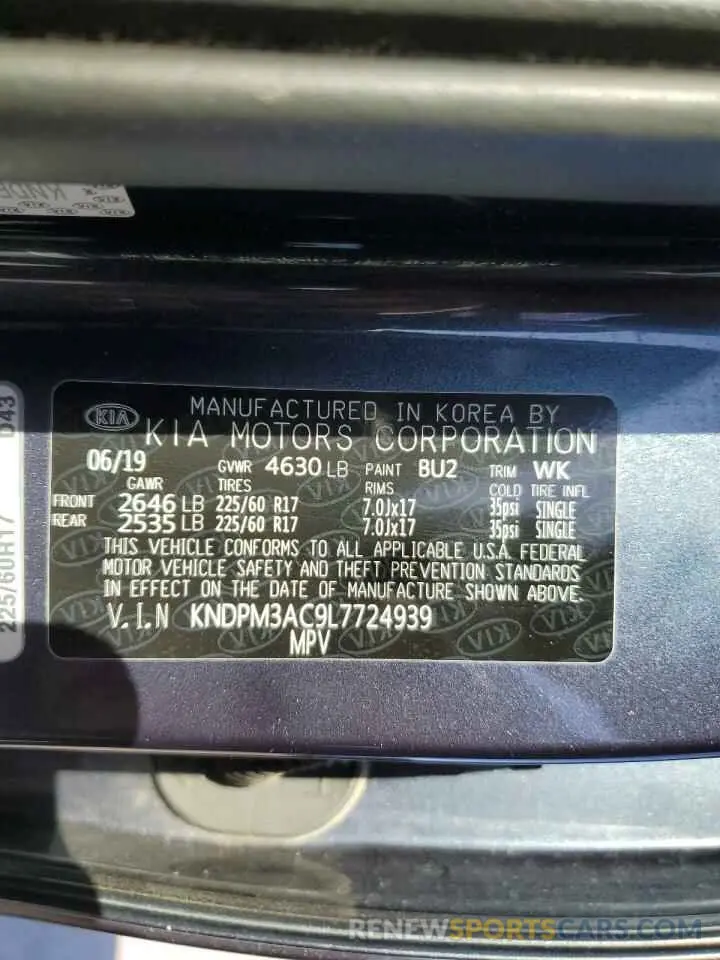 KNDP
D43
225/60R17
KIA
MANUFACTURED IN KOREA BY
KIA MOTORS CORPORATION
06/19 GVWR 4630 LB PAINT BU2 TRIM WK
GAWR TIRES RIMS COLD TIRE INFL
FRONT 2646 LB 225/60 R17 7.0Jx17 35psi SINGLE
REAR 2535 LB 225/60 R17 7.0Jx17 35psi SINGLE
THIS VEHICLE CONFORMS TO ALL APPLICABLE U.S.A. FEDERAL
MOTOR VEHICLE SAFETY AND THEFT PREVENTION STANDARDS
IN EFFECT ON THE DATE OF MANUFACTURE SHOWN ABOVE.
V.I.N KNDPM3AC9L7724939
MPV
RENEWSPORTSCARS.COM